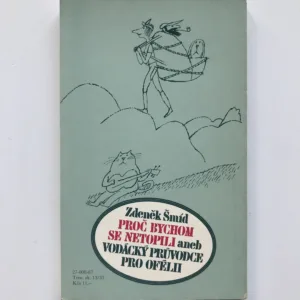 Zdeněk Šmíd
PROČ BYCHOM
SE NETOPILI aneb
VODÁCKÝ PRŮVODCE
PRO OFÉLII